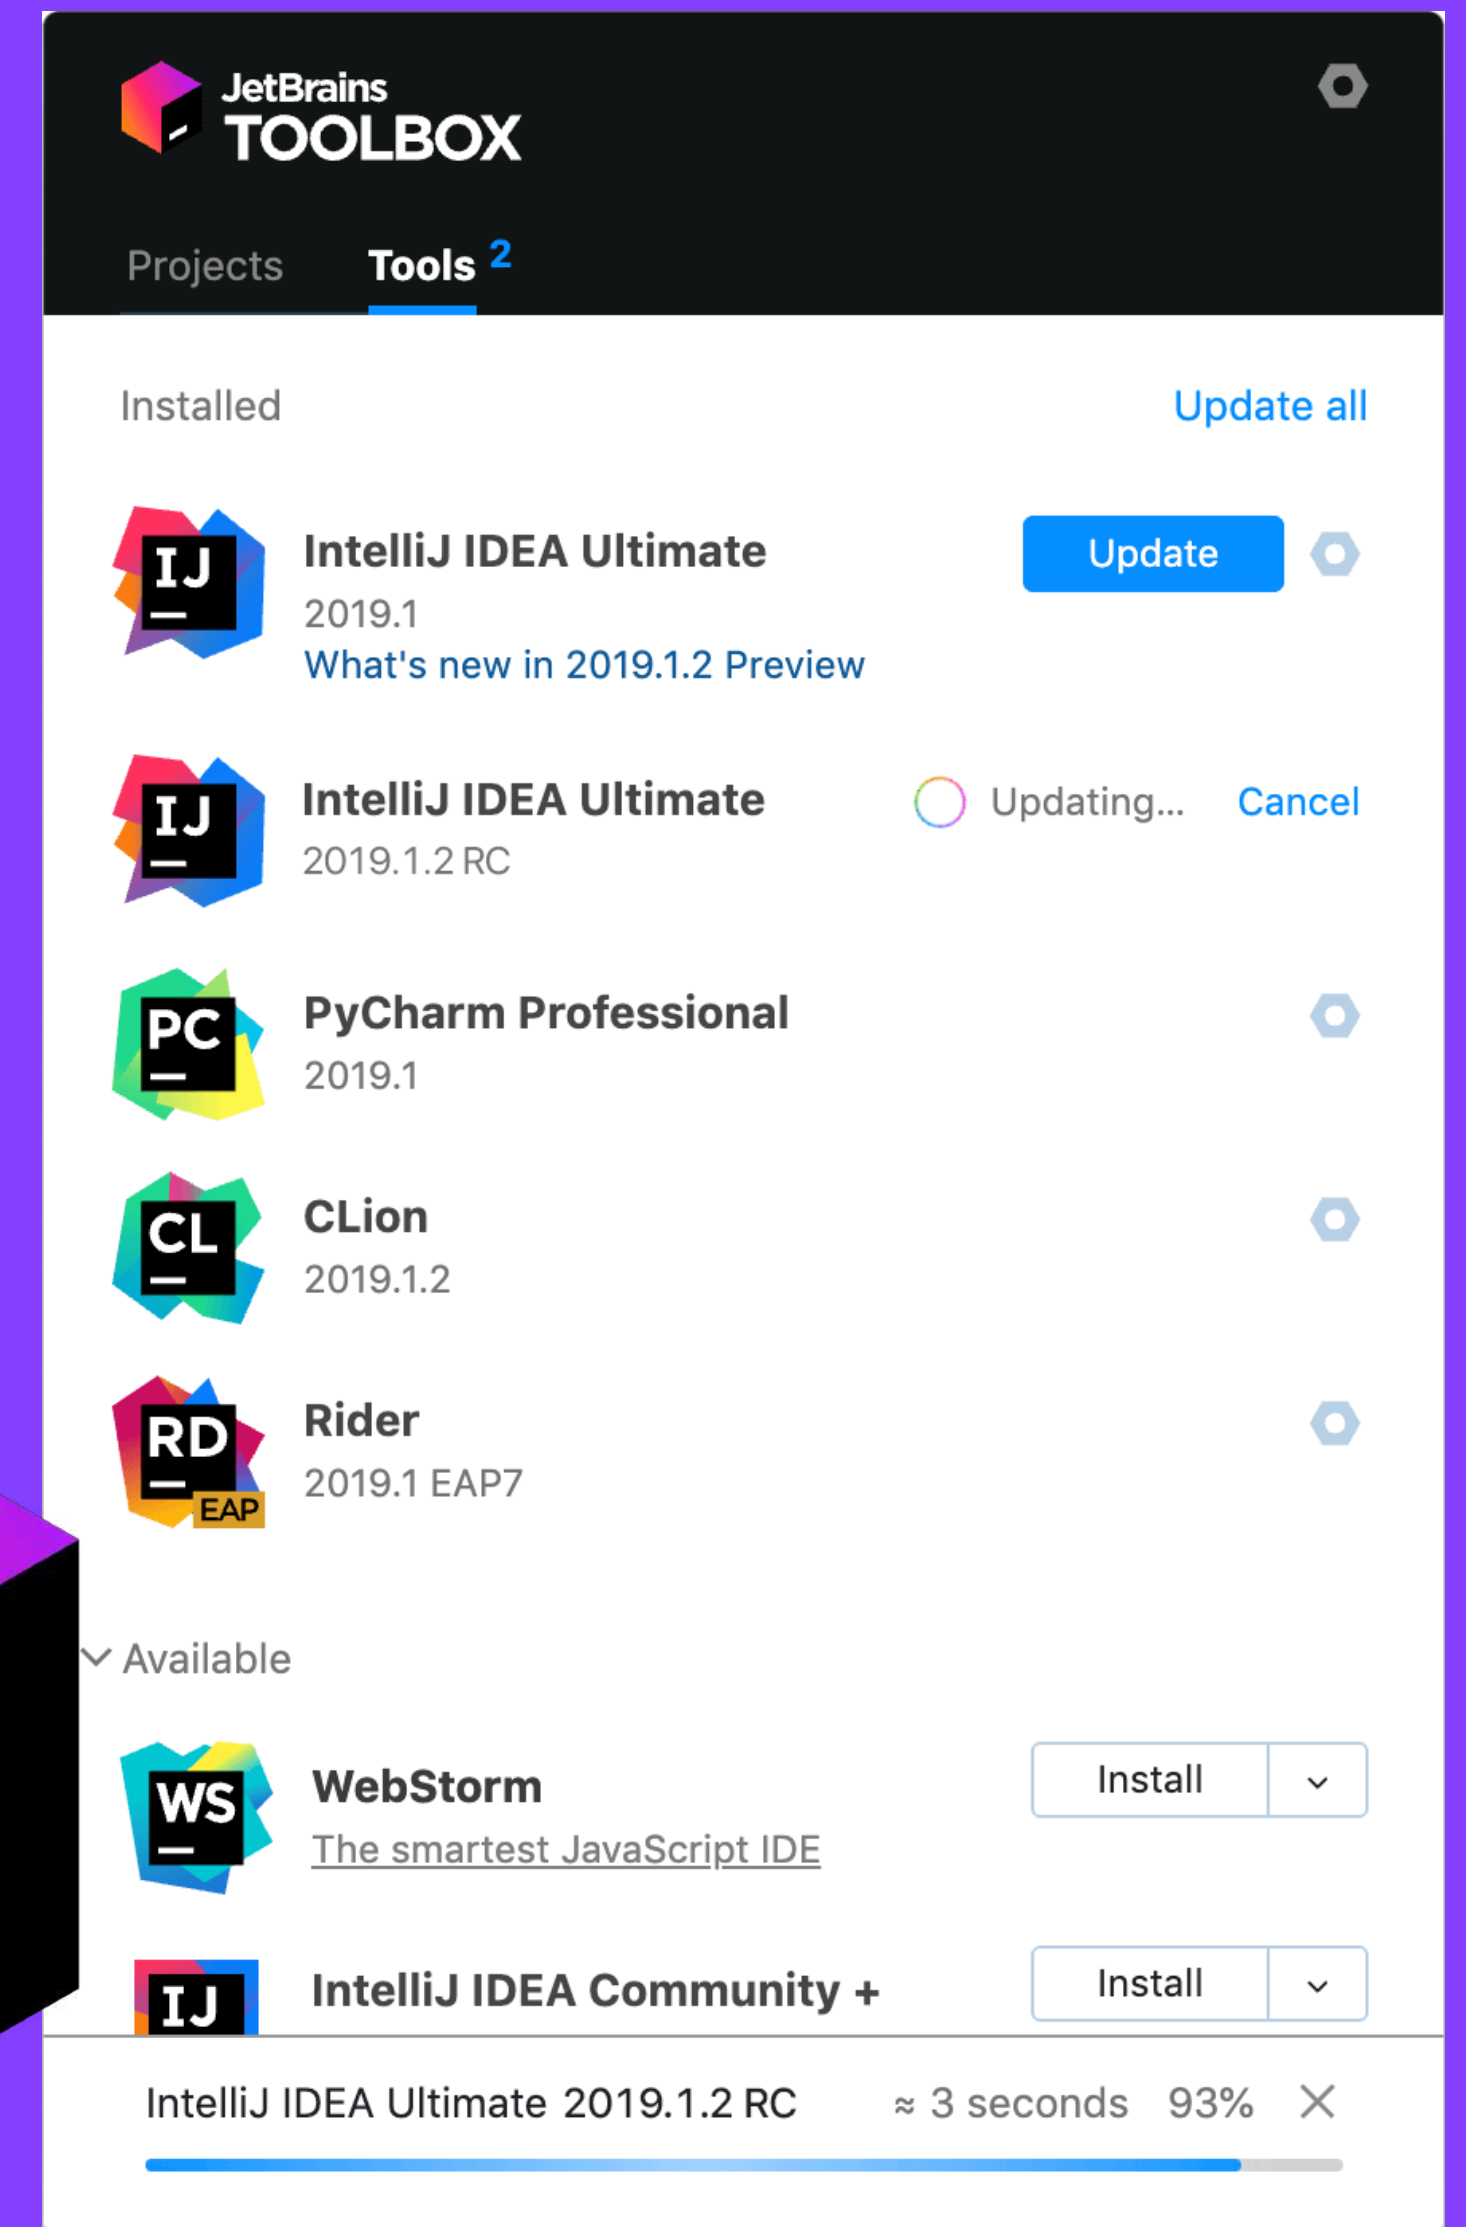 JetBrains
TOOLBOX
Projects Tools 2
Installed Update all
IJ
IntelliJ IDEA Ultimate Update
2019.1
What's new in 2019.1.2 Preview
IJ
IntelliJ IDEA Ultimate Updating... Cancel
2019.1.2 RC
PC
PyCharm Professional
2019.1
CL
CLion
2019.1.2
RD
EAP
Rider
2019.1 EAP7
Available
WS
WebStorm Install
The smartest JavaScript IDE
IJ
IntelliJ IDEA Community + Install
IntelliJ IDEA Ultimate 2019.1.2 RC ≈ 3 seconds 93%